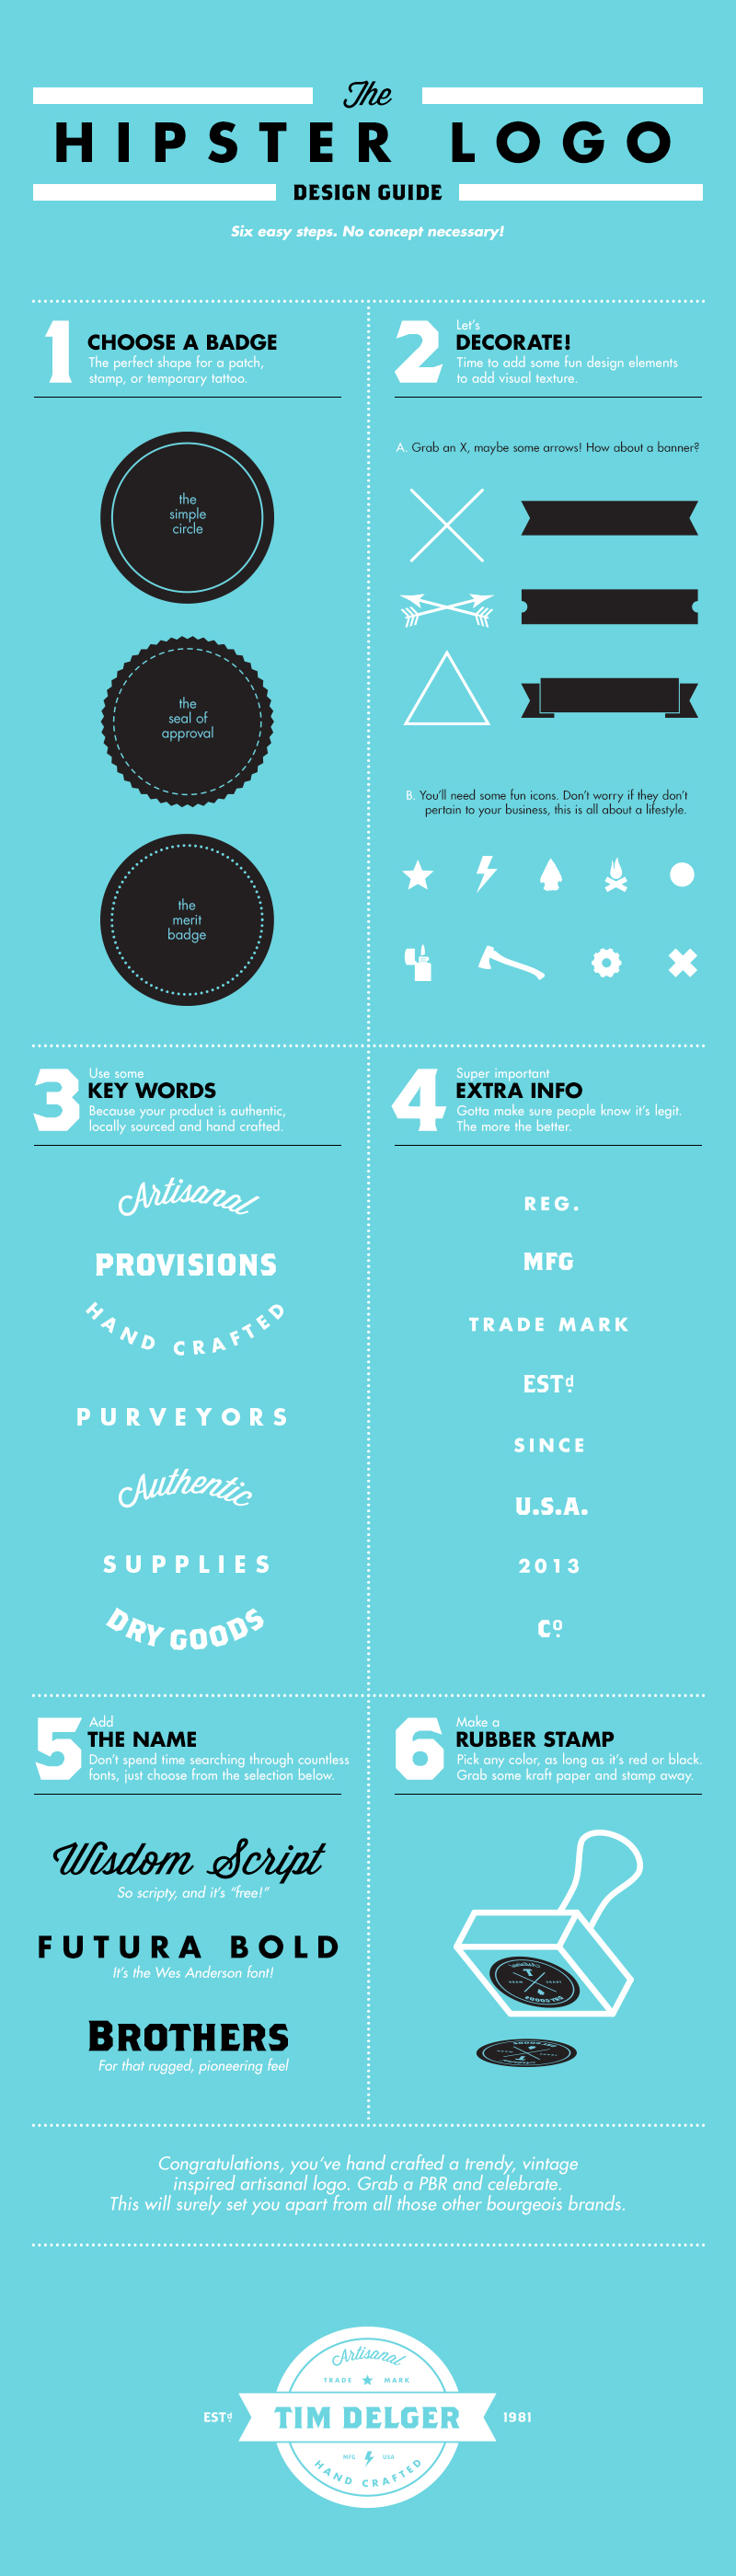 The
HIPSTER LOGO
DESIGN GUIDE
Six easy steps. No concept necessary!
1
CHOOSE A BADGE
The perfect shape for a patch,
stamp, or temporary tattoo.
the
simple
circle
the
seal of
approval
the
merit
badge
2
Let's
DECORATE!
Time to add some fun design elements
to add visual texture.
A. Grab an X, maybe some arrows! How about a banner?
B. You'll need some fun icons. Don't worry if they don't
pertain to your business, this is all about a lifestyle.
3
Use some
KEY WORDS
Because your product is authentic,
locally sourced and hand crafted.
Artisanal
PROVISIONS
HAND CRAFTED
PURVEYORS
Authentic
SUPPLIES
DRY GOODS
4
Super important
EXTRA INFO
Gotta make sure people know it's legit.
The more the better.
REG.
MFG
TRADE MARK
ESTd.
SINCE
U.S.A.
2013
Co.
5
Add
THE NAME
Don't spend time searching through countless
fonts, just choose from the selection below.
Wisdom Script
So scripty, and it's "free!"
FUTURA BOLD
It's the Wes Anderson font!
BROTHERS
For that rugged, pioneering feel
6
Make a
RUBBER STAMP
Pick any color, as long as it's red or black.
Grab some kraft paper and stamp away.
Congratulations, you've hand crafted a trendy, vintage
inspired artisanal logo. Grab a PBR and celebrate.
This will surely set you apart from all those other bourgeois brands.
Artisanal
TRADE MARK
ESTd. TIM DELGER 1981
MFG USA
HAND CRAFTED